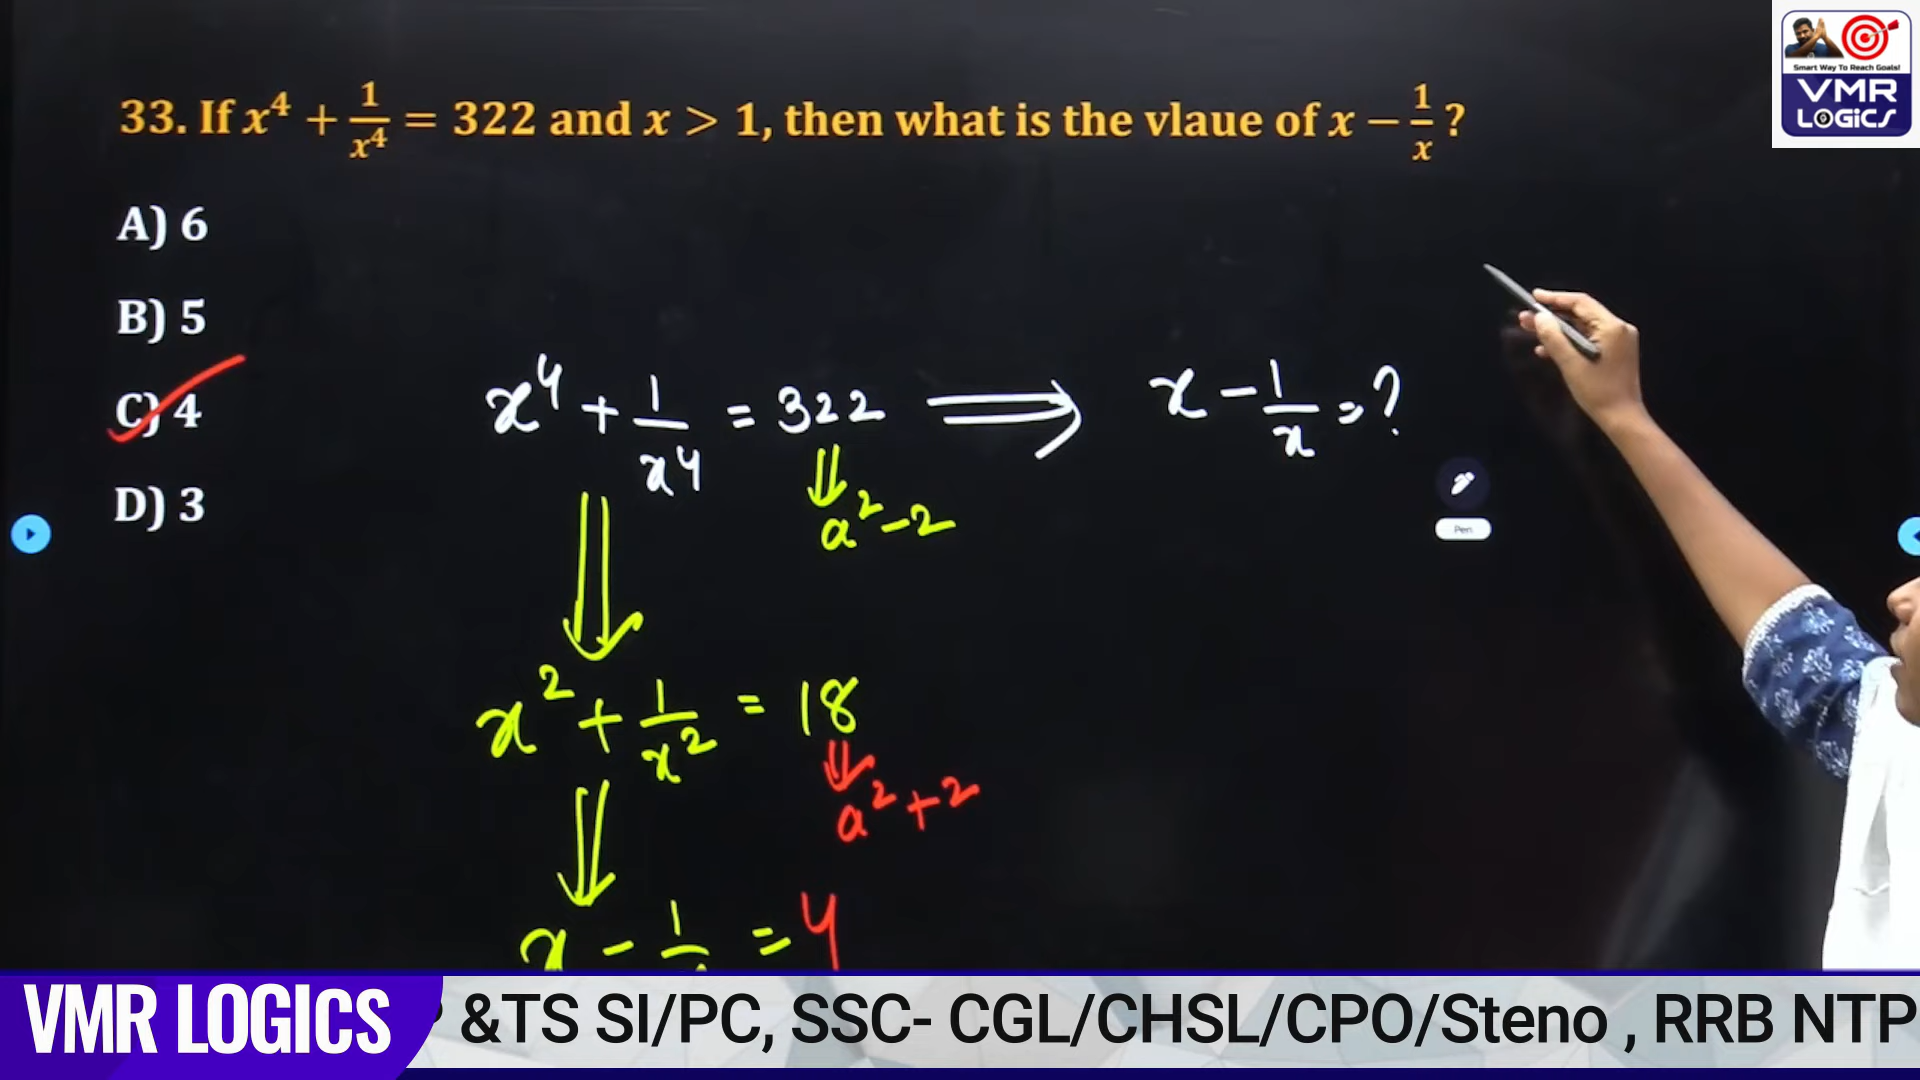 Smart Way To Reach Goals!
VMR
LOGICS
33. If x⁴ + 1/x⁴ = 322 and x > 1, then what is the vlaue of x − 1/x ?
A) 6
B) 5
C) 4
D) 3
x⁴ + 1/x⁴ = 322 ⟹ x − 1/x = ?
a² − 2
Pen
x² + 1/x² = 18
a² + 2
x − 1/ = 4
VMR LOGICS
&TS SI/PC, SSC- CGL/CHSL/CPO/Steno , RRB NTP